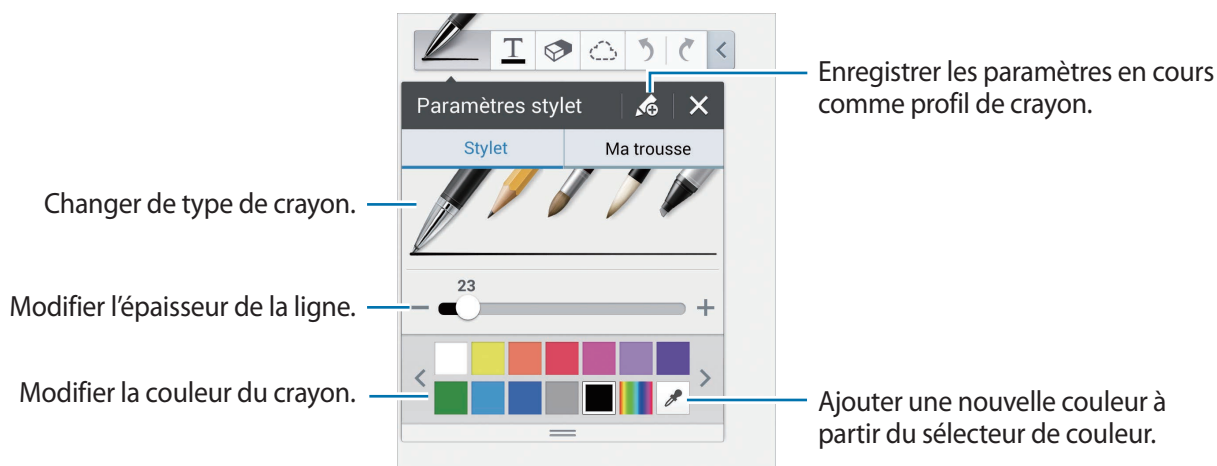 T
Enregistrer les paramètres en cours
comme profil de crayon.
Paramètres stylet
Stylet
Ma trousse
Changer de type de crayon.
23
Modifier l'épaisseur de la ligne.
Modifier la couleur du crayon.
Ajouter une nouvelle couleur à
partir du sélecteur de couleur.